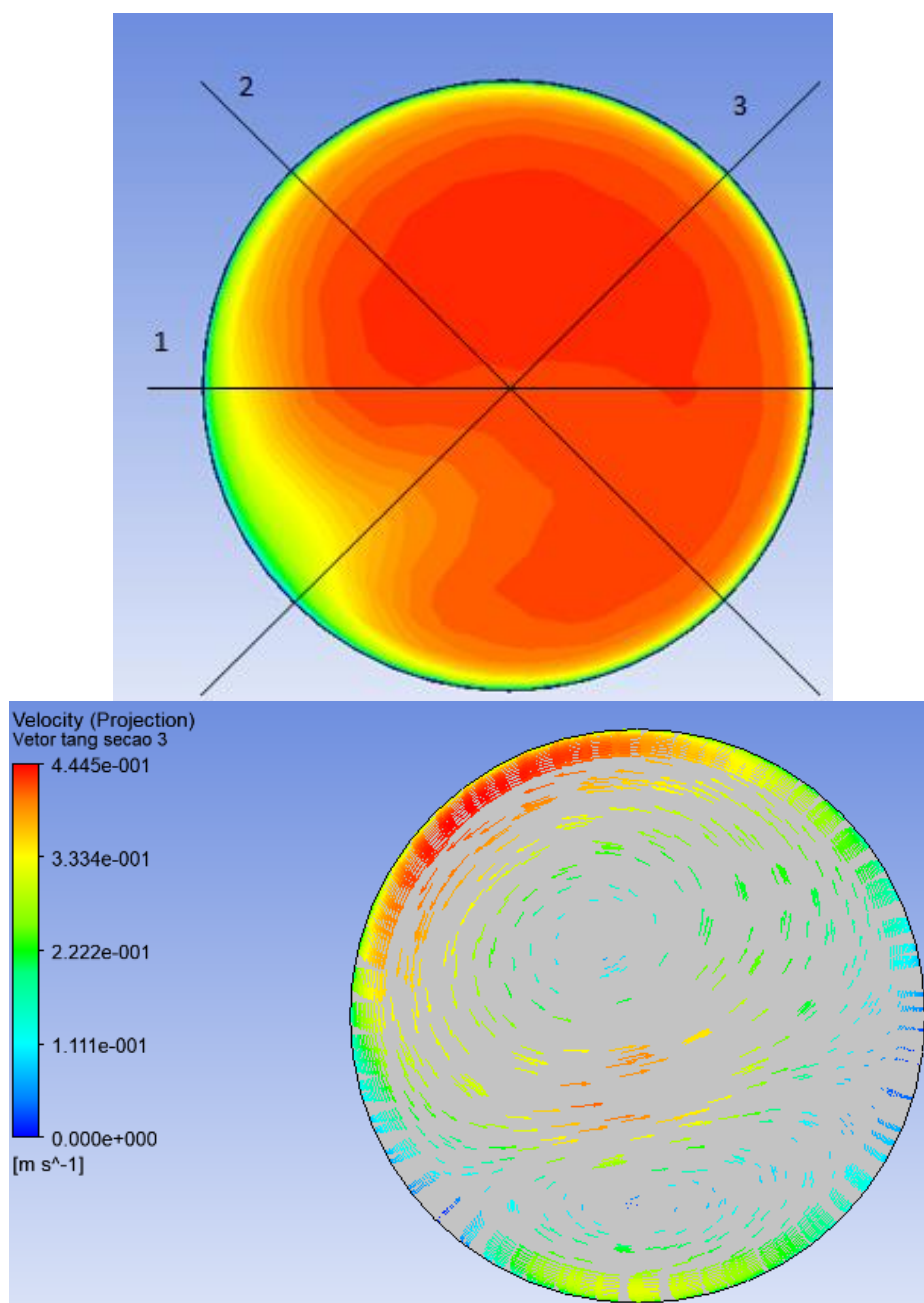 2
3
1
Velocity (Projection)
Vetor tang secao 3
4.445e-001
3.334e-001
2.222e-001
1.111e-001
0.000e+000
[m s^-1]